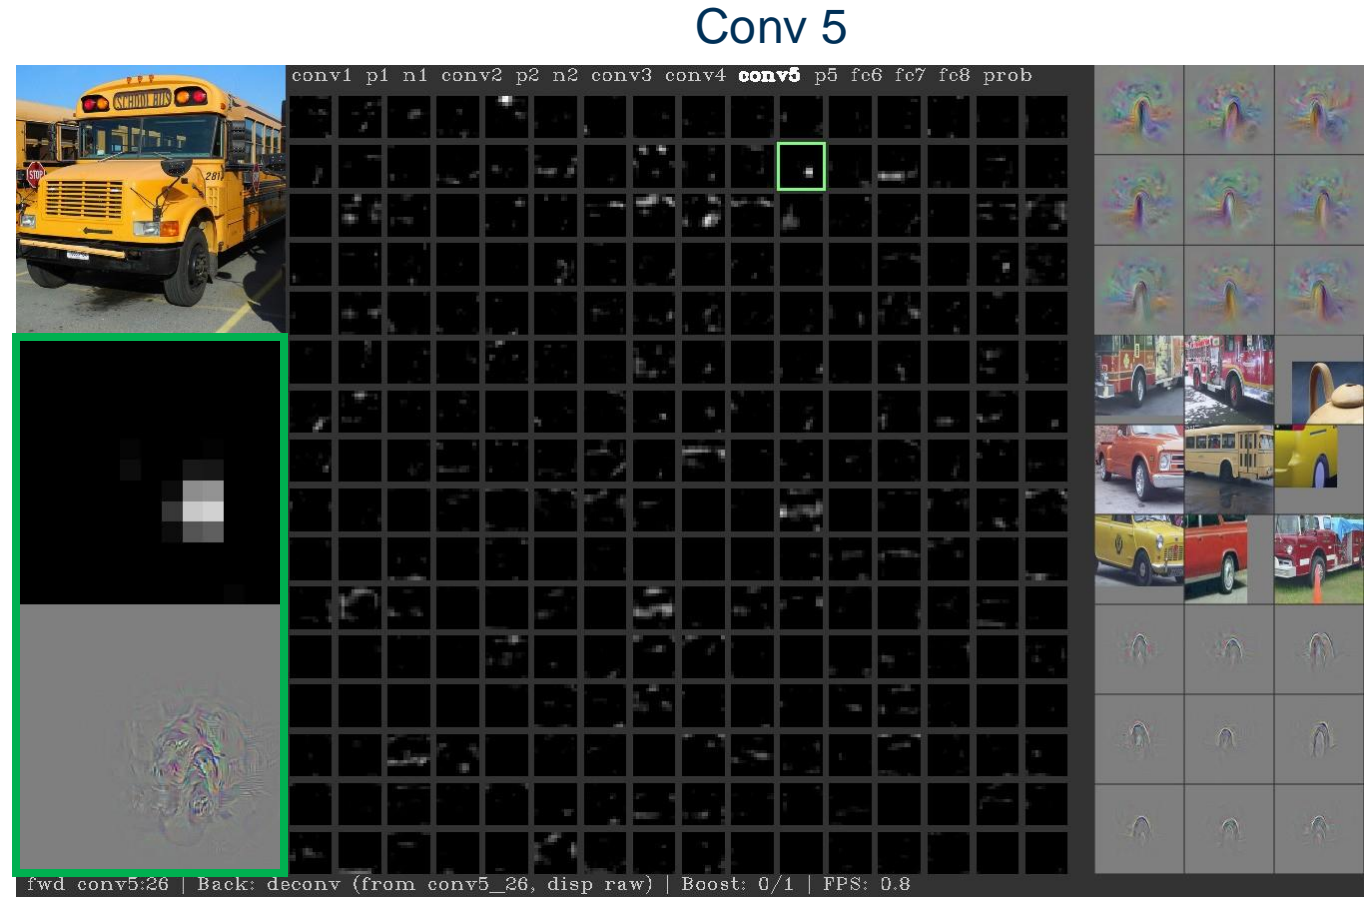 Conv 5
conv1 p1 n1 conv2 p2 n2 conv3 conv4 conv5 p5 fc6 fc7 fc8 prob
SCHOOL BUS
STOP
281
fwd conv5:26 | Back: deconv (from conv5_26, disp raw) | Boost: 0/1 | FPS: 0.8